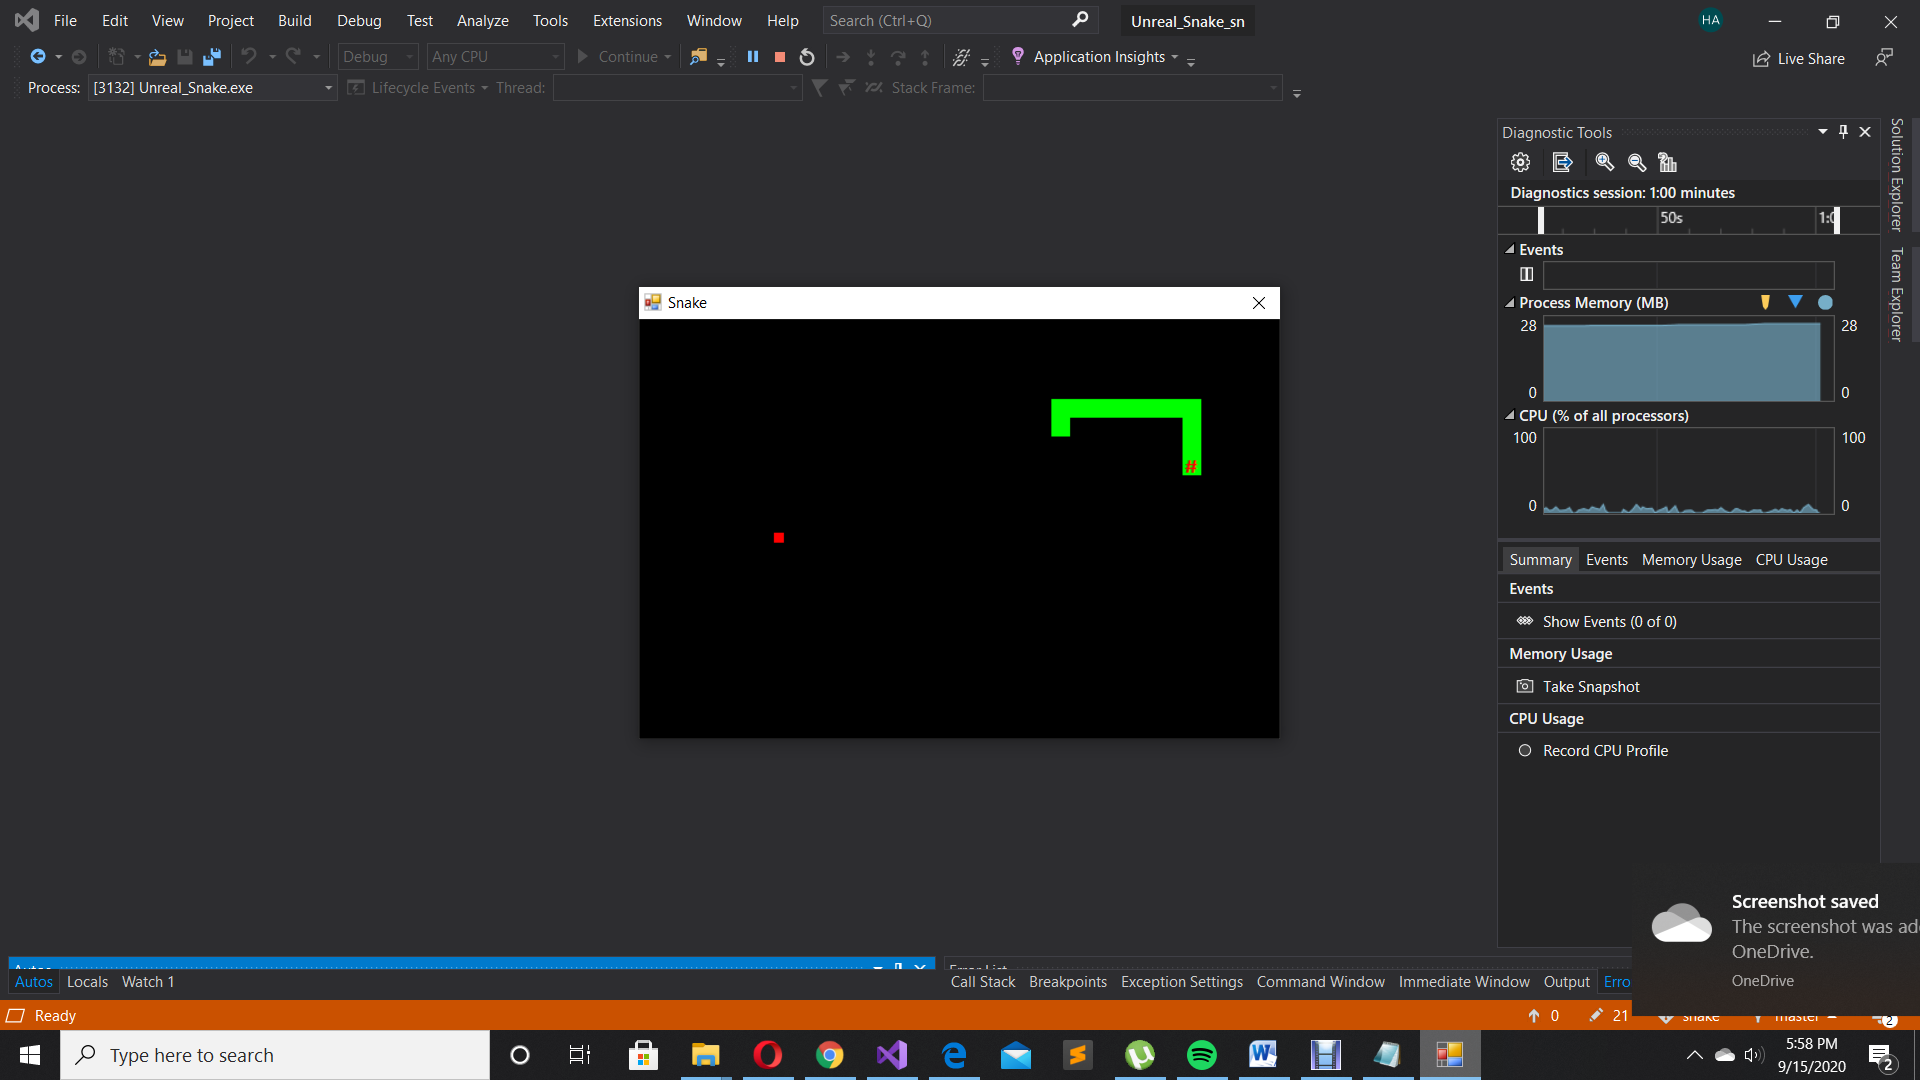 File Edit View Project Build Debug Test Analyze Tools Extensions Window Help Search (Ctrl+Q) Unreal_Snake_sn HA
Debug Any CPU Continue Application Insights Live Share
Process: [3132] Unreal_Snake.exe Lifecycle Events Thread: Stack Frame:
Diagnostic Tools
Diagnostics session: 1:00 minutes
50s 1:0
Events
Process Memory (MB)
28 28
0 0
CPU (% of all processors)
100 100
0 0
Summary Events Memory Usage CPU Usage
Events
Show Events (0 of 0)
Memory Usage
Take Snapshot
CPU Usage
Record CPU Profile
Solution Explorer
Team Explorer
Snake
#
Screenshot saved
The screenshot was ad
OneDrive.
OneDrive
Autos
Error List
Autos Locals Watch 1
Call Stack Breakpoints Exception Settings Command Window Immediate Window Output Erro
Ready 0 21 snake master 2
Type here to search
5:58 PM
9/15/2020
2